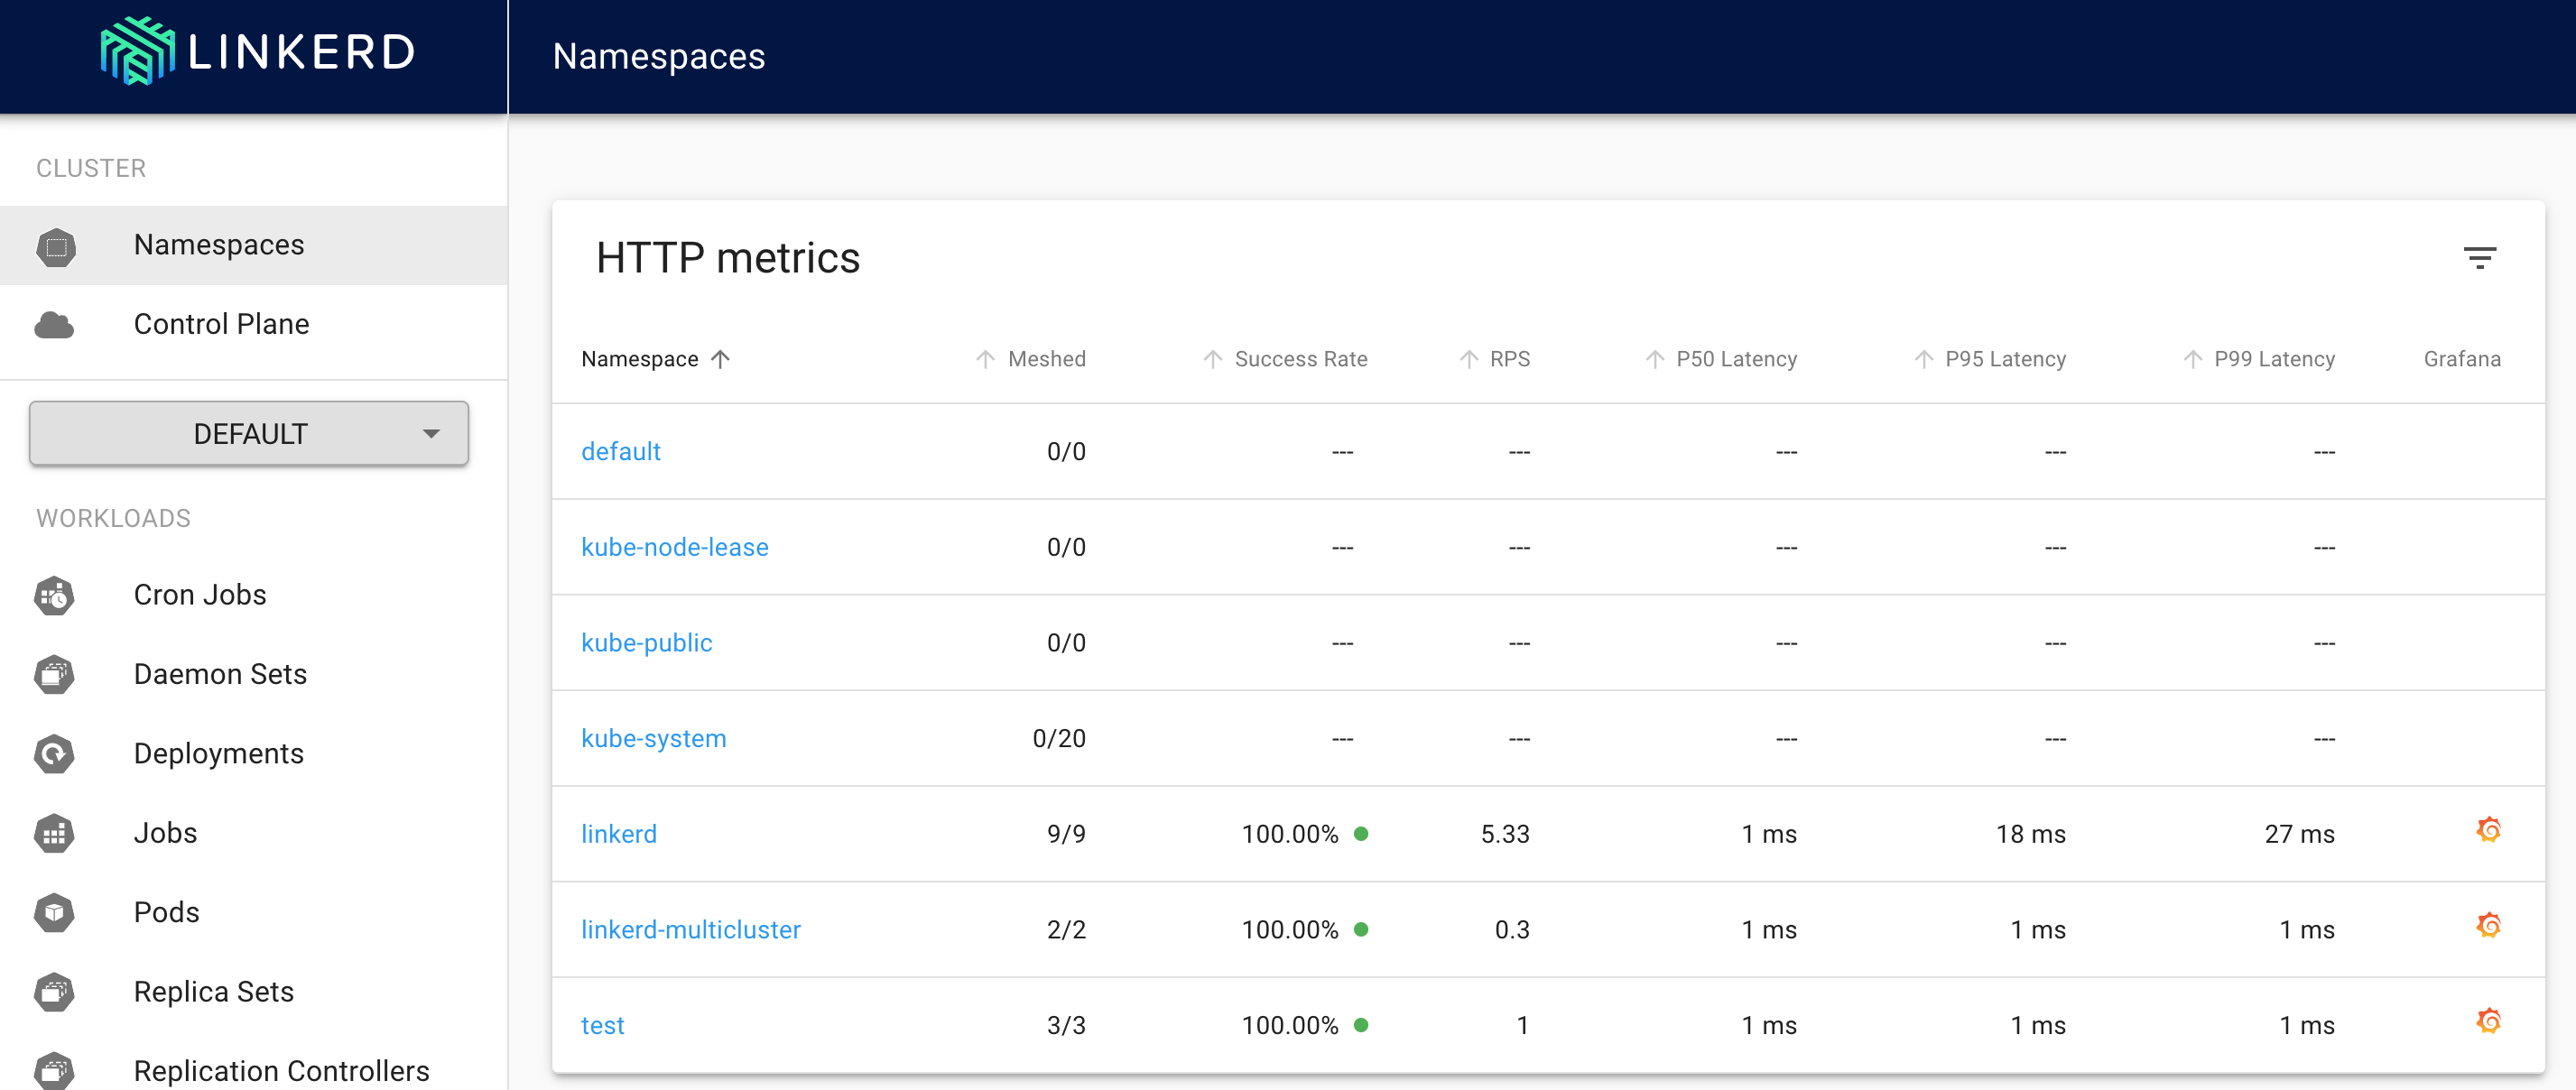 LINKERD
Namespaces
CLUSTER
Namespaces
Control Plane
DEFAULT
WORKLOADS
Cron Jobs
Daemon Sets
Deployments
Jobs
Pods
Replica Sets
Replication Controllers
HTTP metrics
Namespace Meshed Success Rate RPS P50 Latency P95 Latency P99 Latency Grafana
default 0/0 --- --- --- --- ---
kube-node-lease 0/0 --- --- --- --- ---
kube-public 0/0 --- --- --- --- ---
kube-system 0/20 --- --- --- --- ---
linkerd 9/9 100.00% 5.33 1 ms 18 ms 27 ms
linkerd-multicluster 2/2 100.00% 0.3 1 ms 1 ms 1 ms
test 3/3 100.00% 1 1 ms 1 ms 1 ms